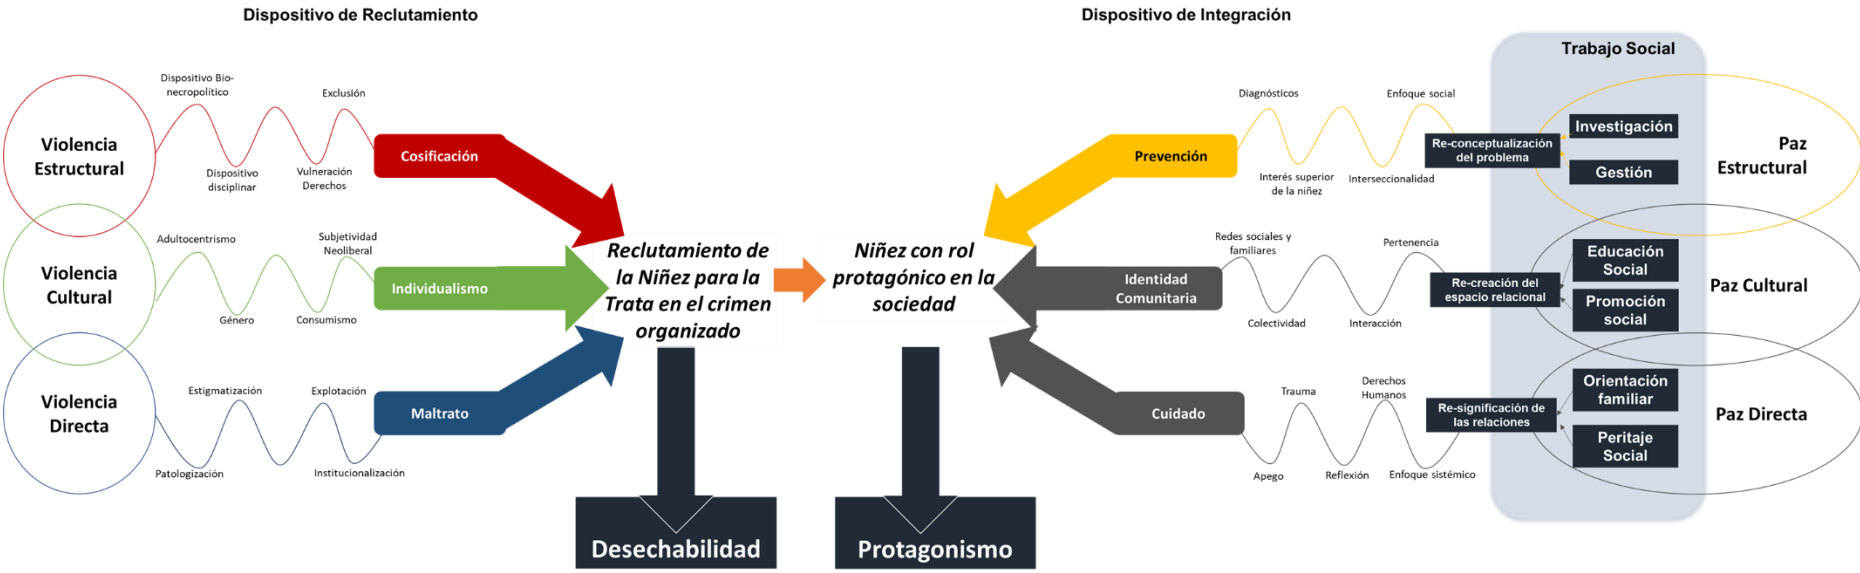 Dispositivo de Reclutamiento
Violencia
Estructural
Dispositivo Bio-
necropolítico
Dispositivo
disciplinar
Vulneración
Derechos
Exclusión
Cosificación
Violencia
Cultural
Adultocentrismo
Género
Consumismo
Subjetividad
Neoliberal
Individualismo
Violencia
Directa
Patologización
Estigmatización
Explotación
Institucionalización
Maltrato
Reclutamiento de
la Niñez para la
Trata en el crimen
organizado
Desechabilidad
Dispositivo de Integración
Niñez con rol
protagónico en la
sociedad
Protagonismo
Prevención
Diagnósticos
Interés superior
de la niñez
Interseccionalidad
Enfoque social
Identidad
Comunitaria
Redes sociales y
familiares
Colectividad
Interacción
Pertenencia
Cuidado
Apego
Trauma
Reflexión
Derechos
Humanos
Enfoque sistémico
Trabajo Social
Re-conceptualización
del problema
Investigación
Gestión
Paz
Estructural
Re-creación del
espacio relacional
Educación
Social
Promoción
social
Paz Cultural
Re-significación de
las relaciones
Orientación
familiar
Peritaje
Social
Paz Directa